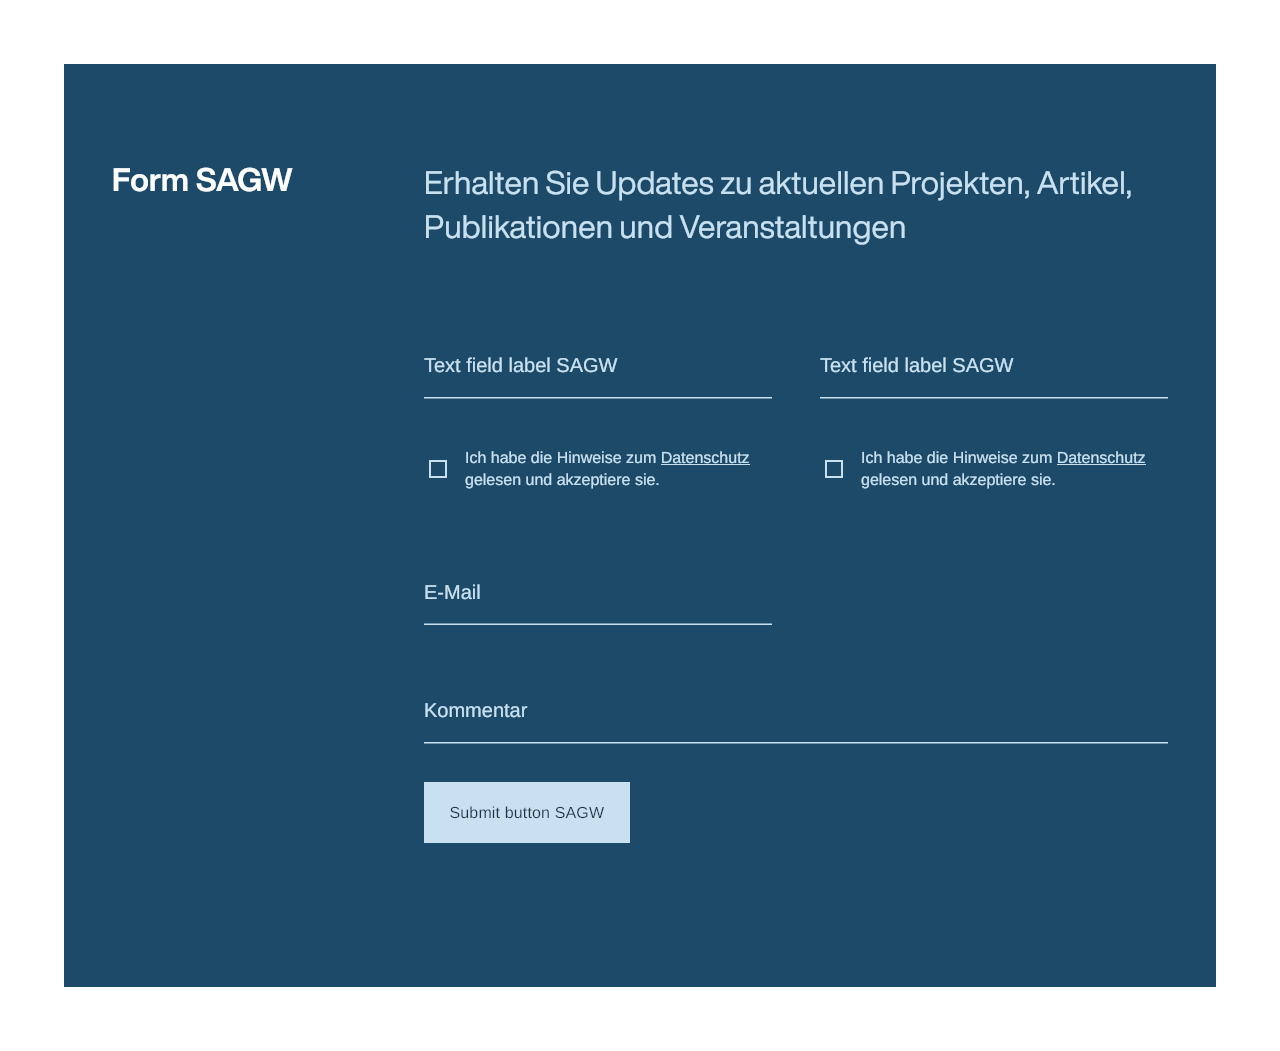 Form SAGW
Erhalten Sie Updates zu aktuellen Projekten, Artikel,
Publikationen und Veranstaltungen
Text field label SAGW
Text field label SAGW
Ich habe die Hinweise zum Datenschutz
gelesen und akzeptiere sie.
Ich habe die Hinweise zum Datenschutz
gelesen und akzeptiere sie.
E-Mail
Kommentar
Submit button SAGW